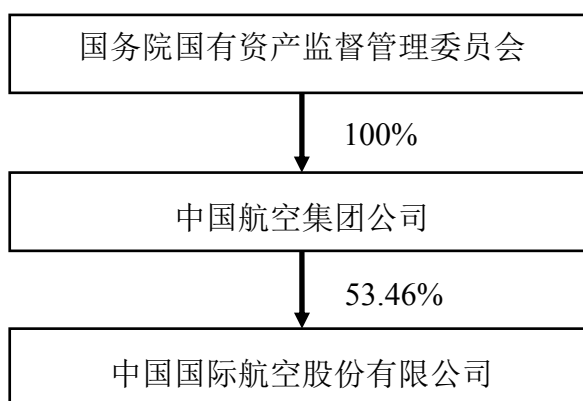 国务院国有资产监督管理委员会
100%
中国航空集团公司
53.46%
中国国际航空股份有限公司